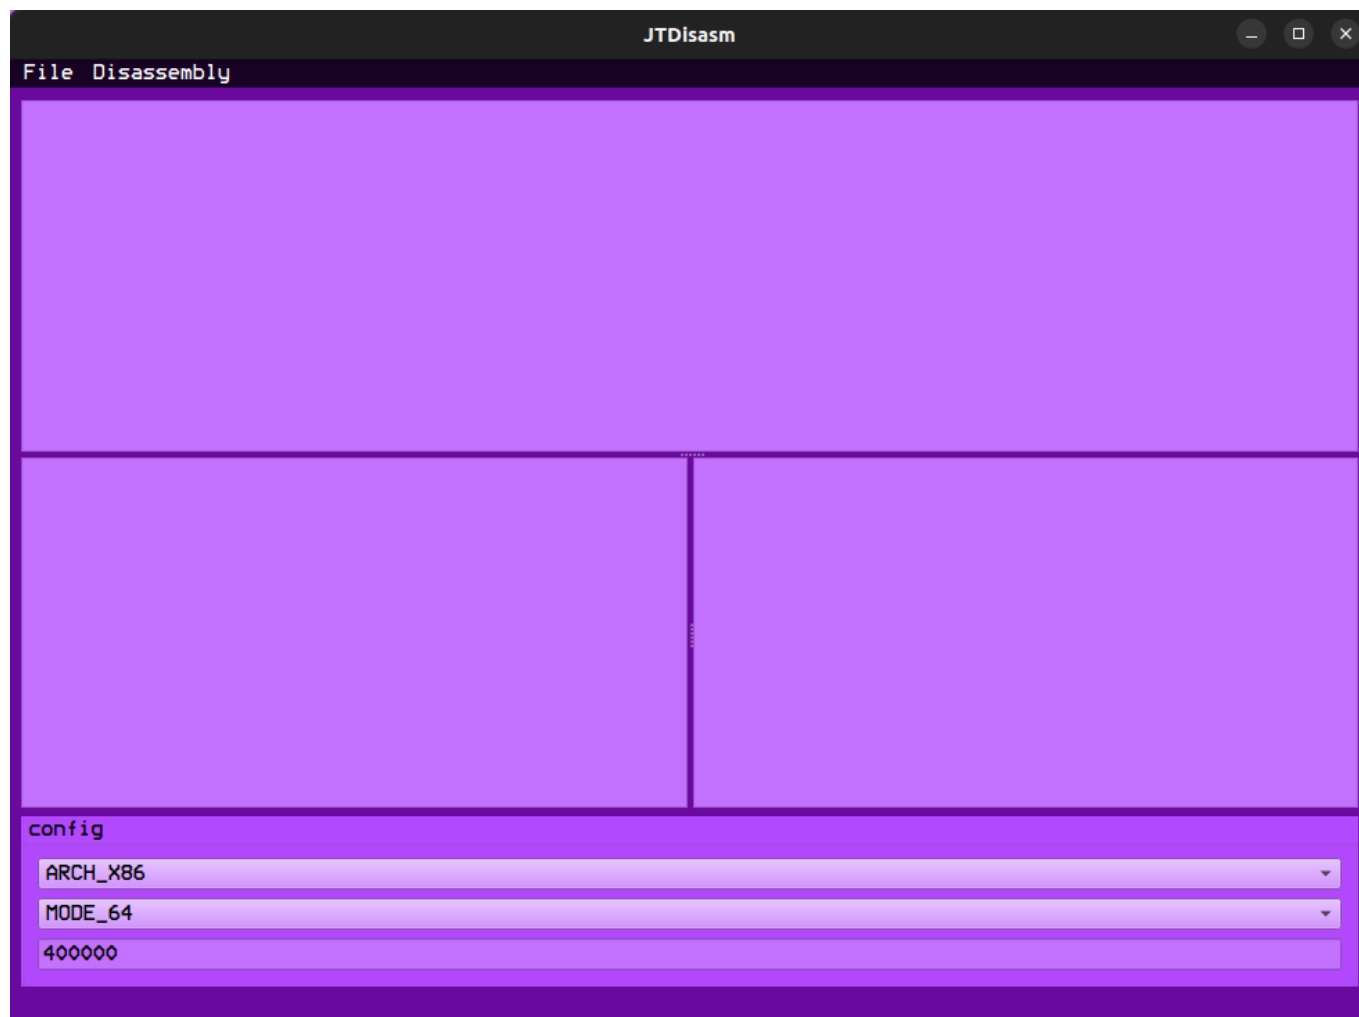 JTDisasm
File Disassembly
config
ARCH_X86
MODE_64
400000